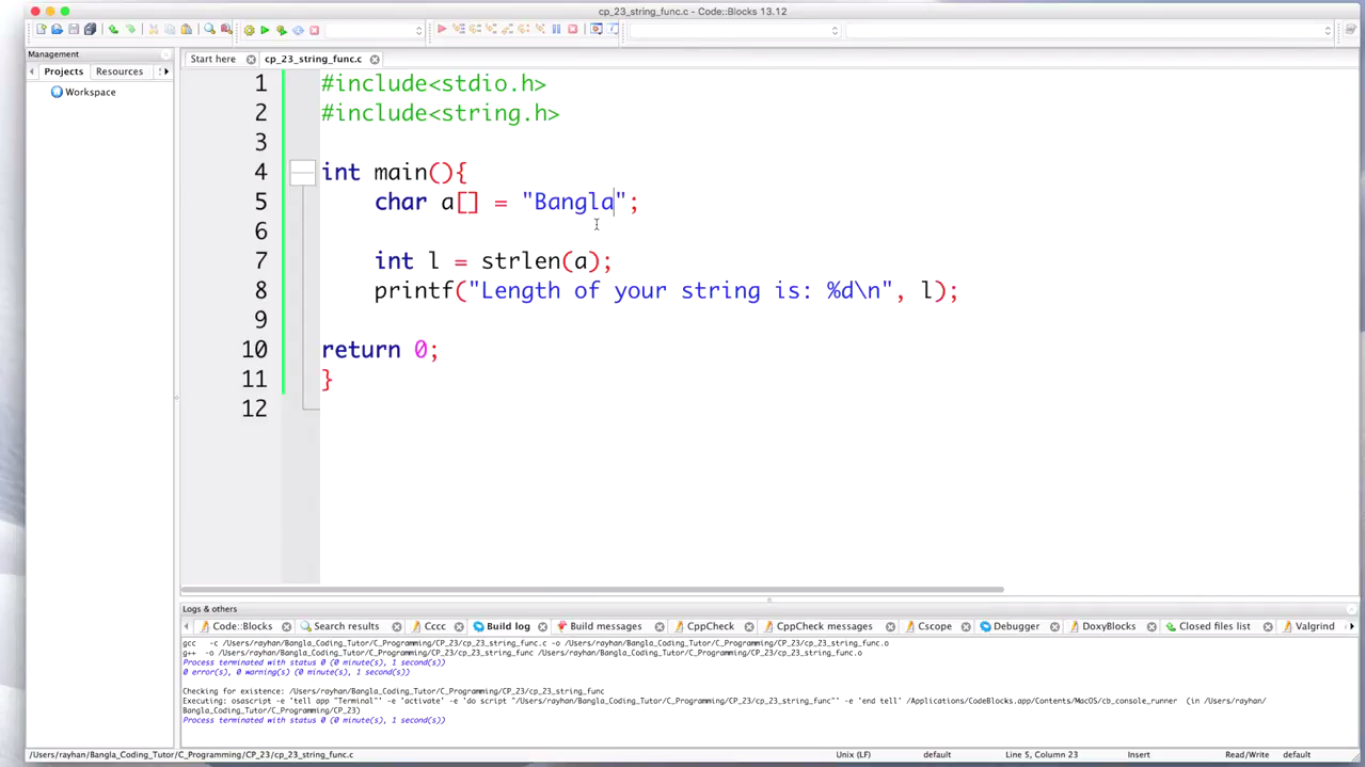 cp_23_string_func.c - Code::Blocks 13.12
Management
Start here
cp_23_string_func.c
Projects
Resources
Workspace
1 #include<stdio.h>
2 #include<string.h>
3
4 int main(){
5 char a[] = "Bangla";
6
7 int l = strlen(a);
8 printf("Length of your string is: %d\n", l);
9
10 return 0;
11 }
12
Logs & others
Code::Blocks
Search results
Cccc
Build log
Build messages
CppCheck
CppCheck messages
Cscope
Debugger
DoxyBlocks
Closed files list
Valgrind
gcc -c /Users/rayhan/Bangla_Coding_Tutor/C_Programming/CP_23/cp_23_string_func.c -o /Users/rayhan/Bangla_Coding_Tutor/C_Programming/CP_23/cp_23_string_func.o
g++ -o /Users/rayhan/Bangla_Coding_Tutor/C_Programming/CP_23/cp_23_string_func /Users/rayhan/Bangla_Coding_Tutor/C_Programming/CP_23/cp_23_string_func.o
Process terminated with status 0 (0 minute(s), 1 second(s))
0 error(s), 0 warning(s) (0 minute(s), 1 second(s))
Checking for existence: /Users/rayhan/Bangla_Coding_Tutor/C_Programming/CP_23/cp_23_string_func
Executing: osascript -e 'tell app "Terminal"' -e 'activate' -e 'do script "/Users/rayhan/Bangla_Coding_Tutor/C_Programming/CP_23/cp_23_string_func"' -e 'end tell' /Applications/CodeBlocks.app/Contents/MacOS/cb_console_runner (in /Users/rayhan/
Bangla_Coding_Tutor/C_Programming/CP_23)
Process terminated with status 0 (0 minute(s), 1 second(s))
/Users/rayhan/Bangla_Coding_Tutor/C_Programming/CP_23/cp_23_string_func.c
Unix (LF)
default
Line 5, Column 23
Insert
Read/Write
default